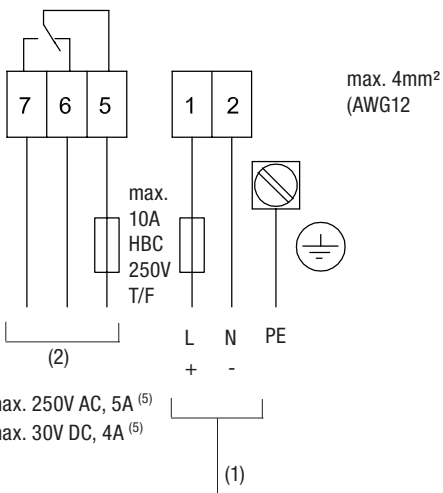 7 6 5 1 2
max. 4mm²
(AWG12
max.
10A
HBC
250V
T/F
L N PE
+ -
(2)
max. 250V AC, 5A (5)
max. 30V DC, 4A (5)
(1)